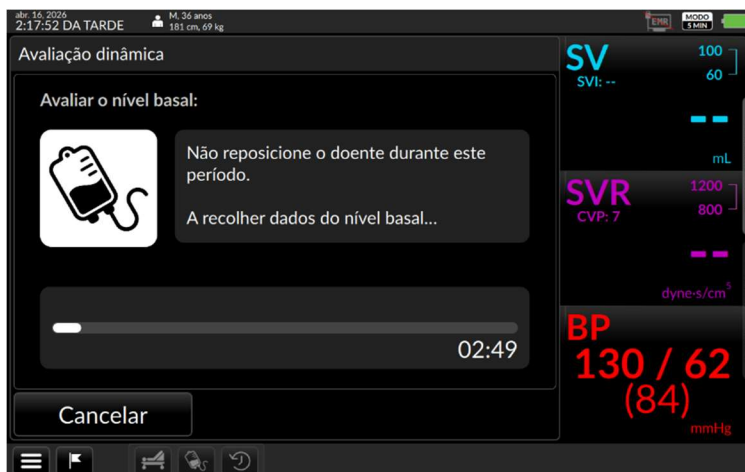 abr. 16, 2026
2:17:52 DA TARDE
M, 36 anos
181 cm, 69 kg
EMR
MODO
5 MIN
Avaliação dinâmica
Avaliar o nível basal:
Não reposicione o doente durante este
período.
A recolher dados do nível basal...
02:49
Cancelar
SV
SVI: --
100
60
--
mL
SVR
CVP: 7
1200
800
--
dyne·s/cm5
BP
130 / 62
(84)
mmHg